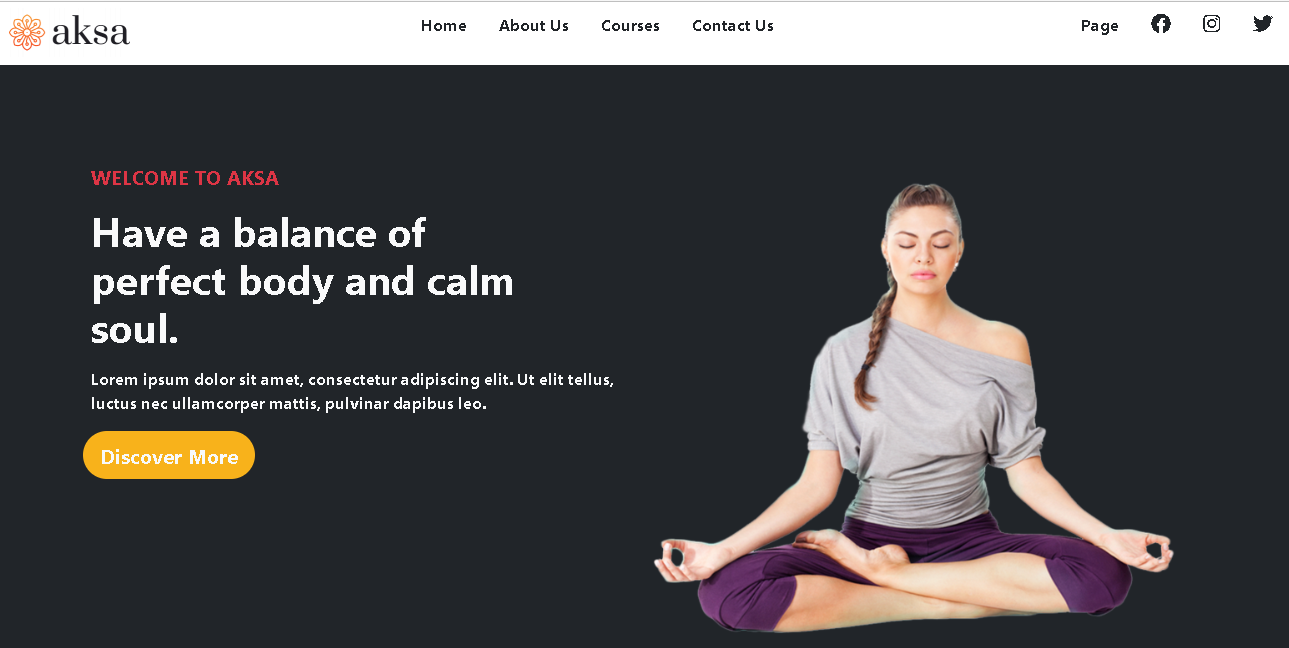 aksa
Home About Us Courses Contact Us Page
WELCOME TO AKSA
Have a balance of
perfect body and calm
soul.
Lorem ipsum dolor sit amet, consectetur adipiscing elit. Ut elit tellus,
luctus nec ullamcorper mattis, pulvinar dapibus leo.
Discover More